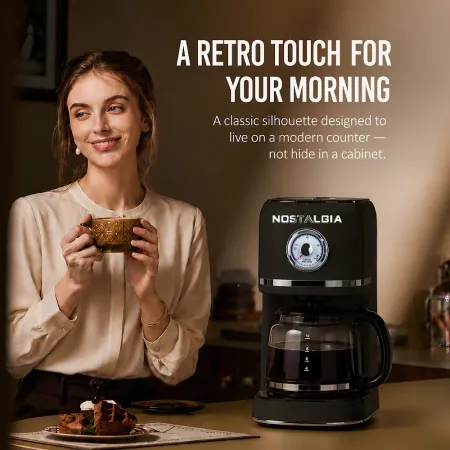 A RETRO TOUCH FOR
YOUR MORNING
A classic silhouette designed to
live on a modern counter —
not hide in a cabinet.
NOSTALGIA